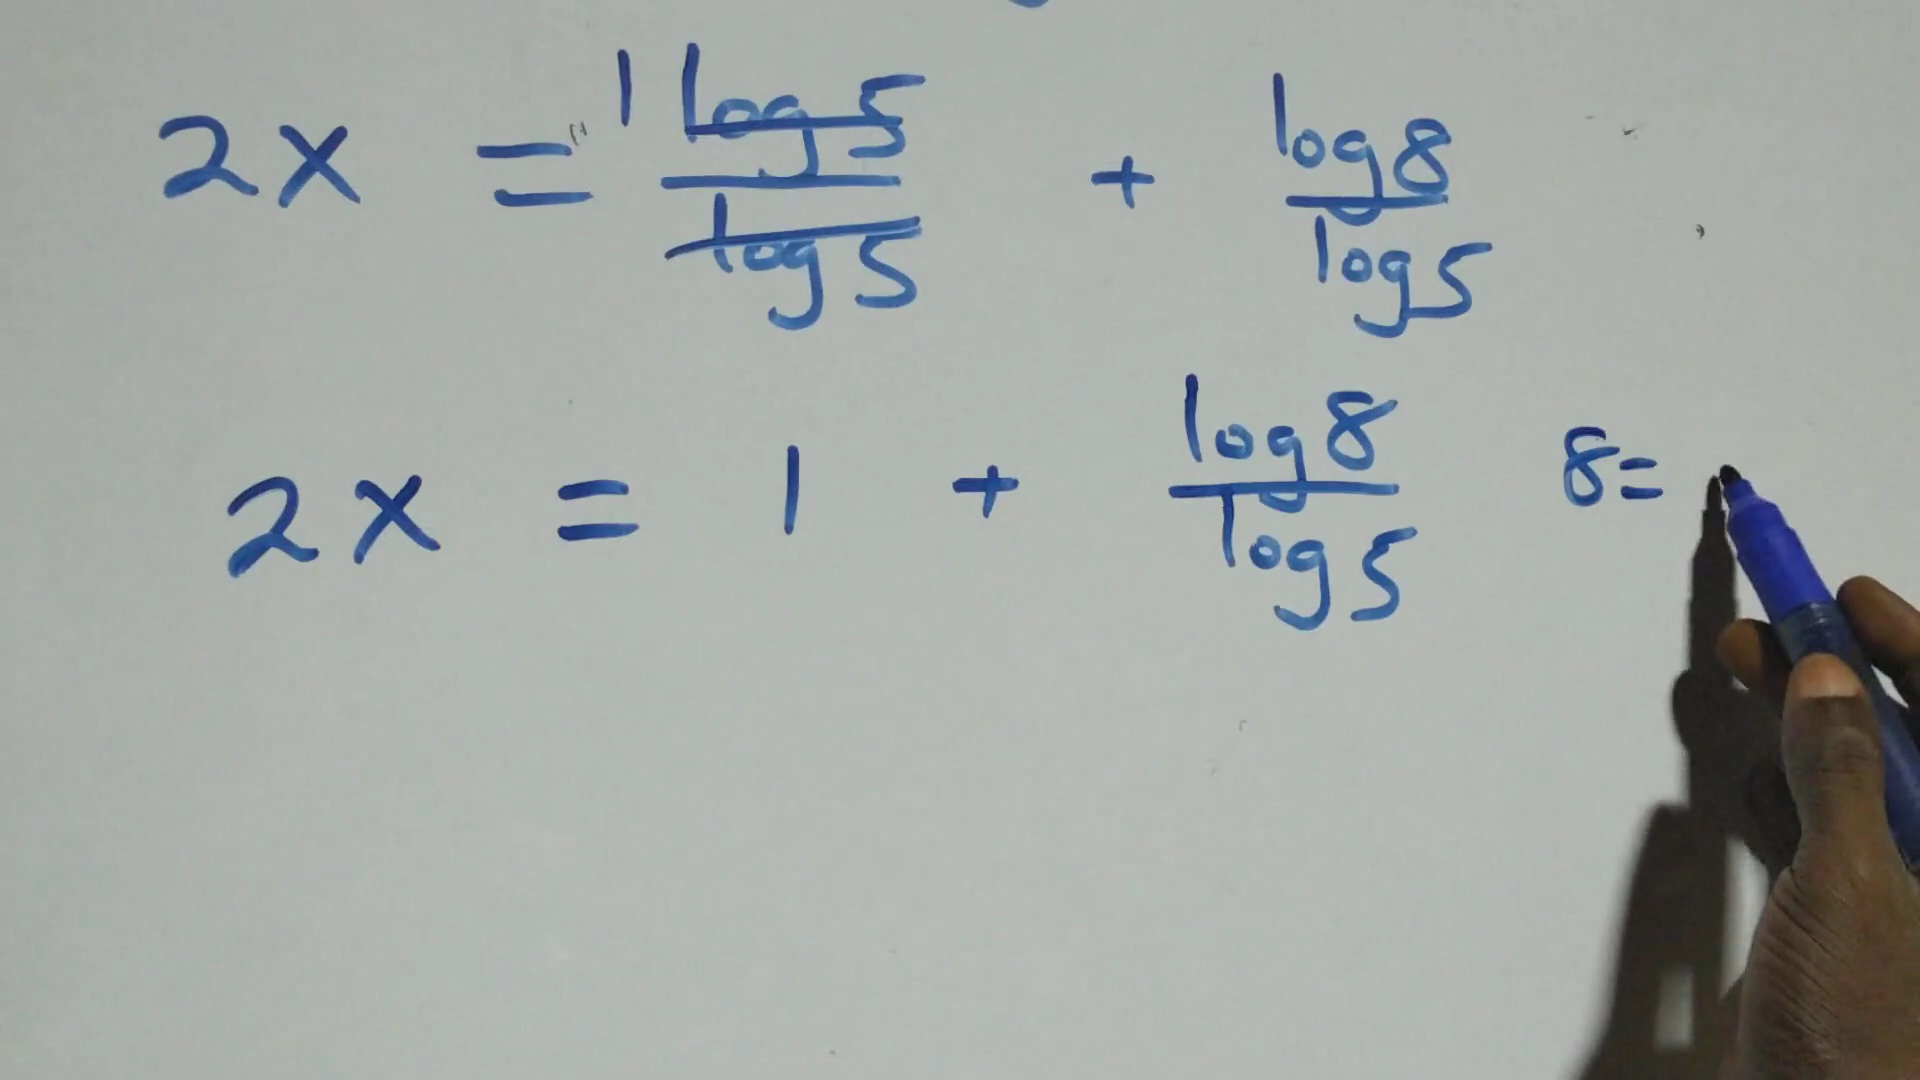 2x = 1 log5/log5 + log8/log5
2x = 1 + log8/log5 8=